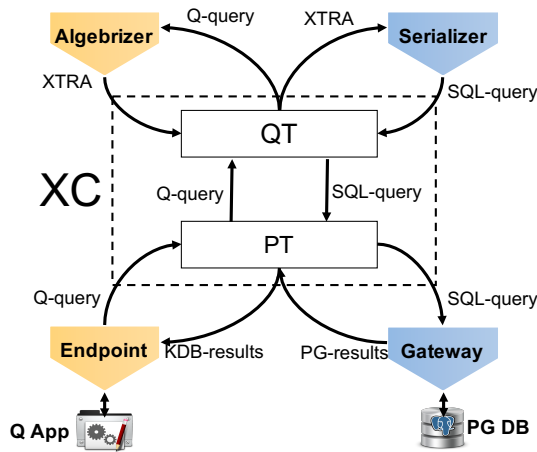 Q-query
XTRA
Algebrizer
Serializer
XTRA
SQL-query
QT
XC
Q-query
SQL-query
PT
Q-query
SQL-query
Endpoint
KDB-results
PG-results
Gateway
Q App
PG DB